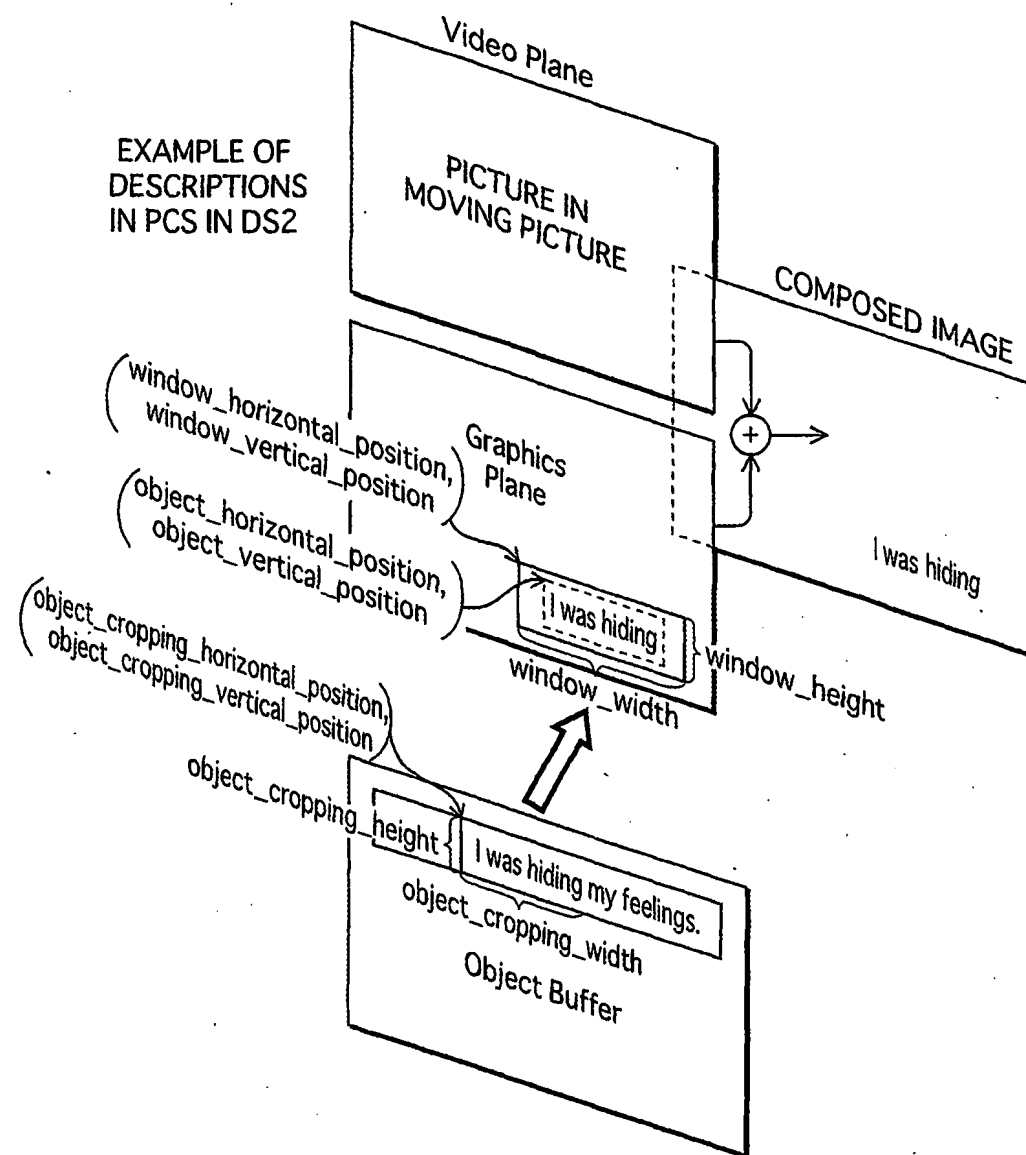 Video Plane
EXAMPLE OF
DESCRIPTIONS
IN PCS IN DS2
PICTURE IN
MOVING PICTURE
COMPOSED IMAGE
(window_horizontal_position,
window_vertical_position)
Graphics
Plane
(object_horizontal_position,
object_vertical_position)
I was hiding
I was hiding
window_height
window_width
(object_cropping_horizontal_position,
object_cropping_vertical_position)
object_cropping_height
I was hiding my feelings.
object_cropping_width
Object Buffer